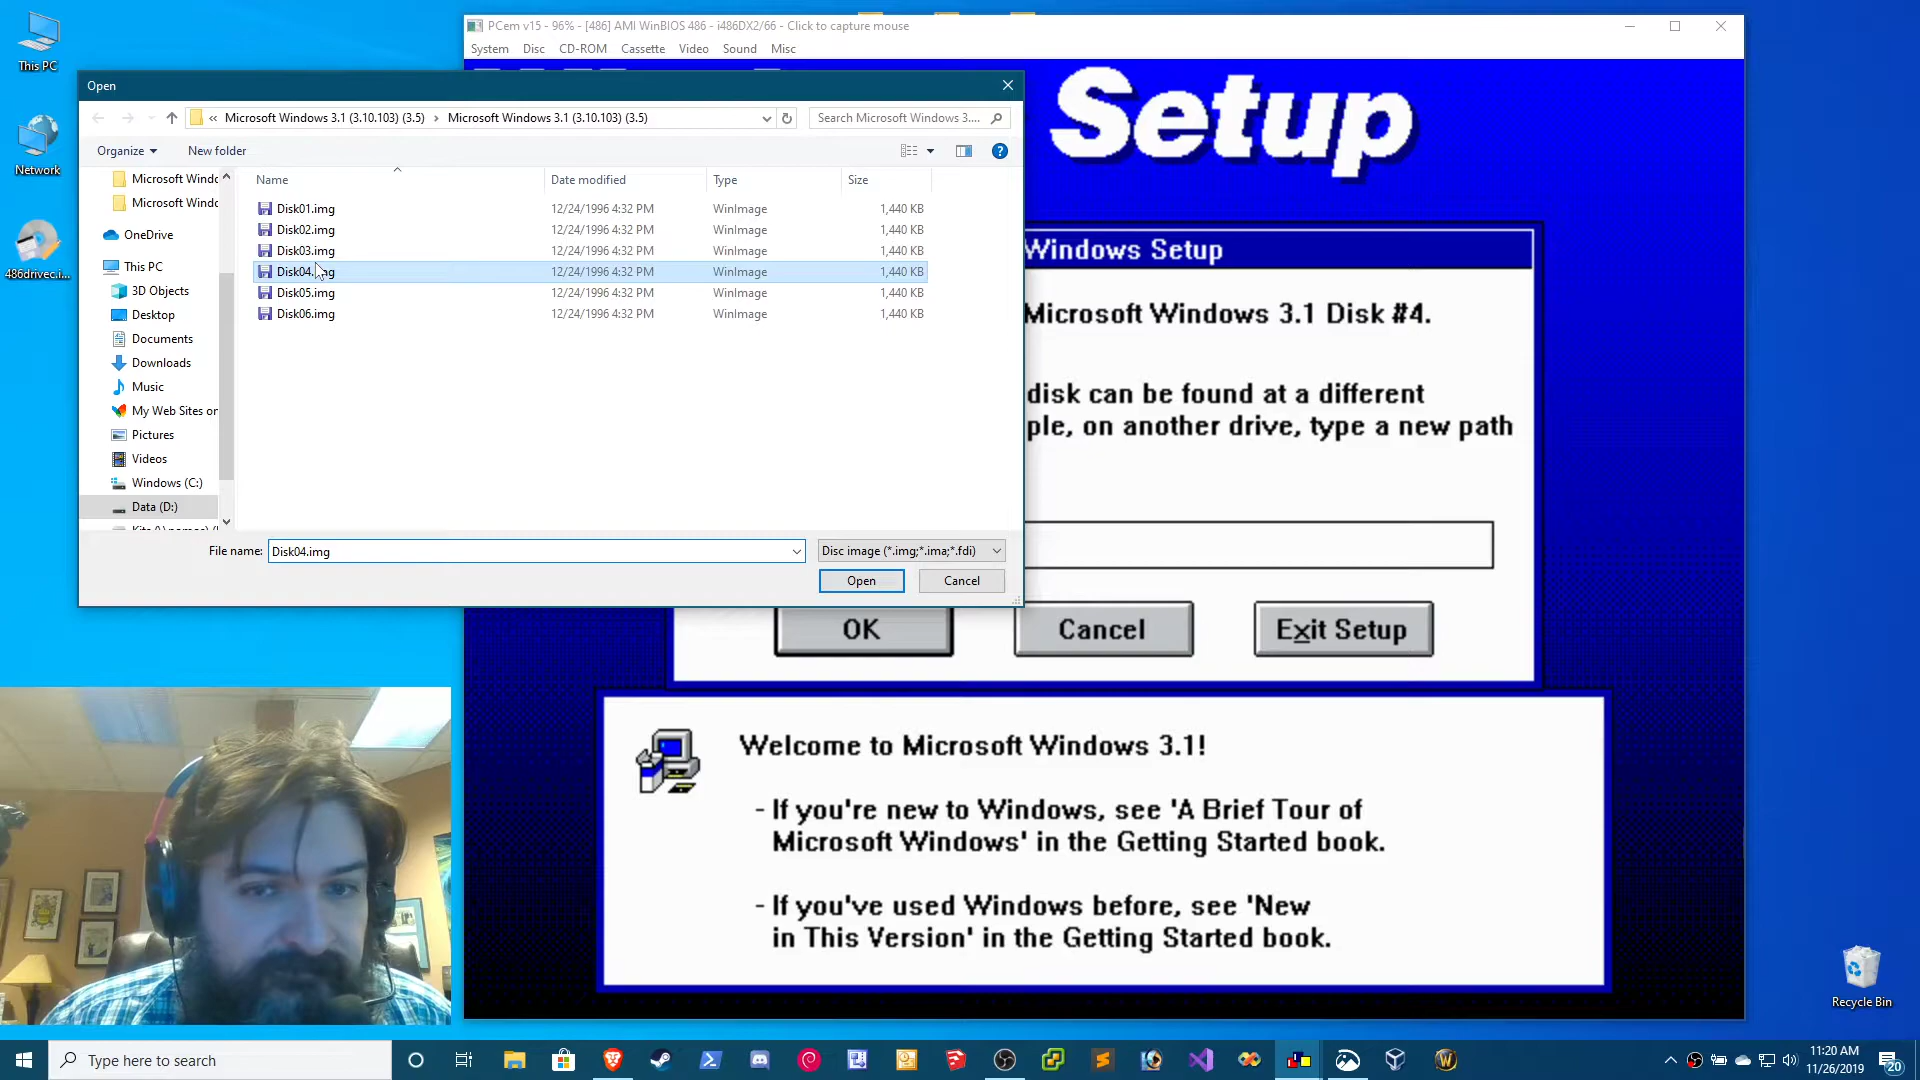 This PC
Network
486drivec.i...
PCem v15 - 96% - [486] AMI WinBIOS 486 - i486DX2/66 - Click to capture mouse
System Disc CD-ROM Cassette Video Sound Misc
Open
« Microsoft Windows 3.1 (3.10.103) (3.5) › Microsoft Windows 3.1 (3.10.103) (3.5)
Search Microsoft Windows 3....
Organize New folder
Microsoft Windc
Microsoft Windc
OneDrive
This PC
3D Objects
Desktop
Documents
Downloads
Music
My Web Sites or
Pictures
Videos
Windows (C:)
Data (D:)
Name Date modified Type Size
Disk01.img 12/24/1996 4:32 PM WinImage 1,440 KB
Disk02.img 12/24/1996 4:32 PM WinImage 1,440 KB
Disk03.img 12/24/1996 4:32 PM WinImage 1,440 KB
Disk04.img 12/24/1996 4:32 PM WinImage 1,440 KB
Disk05.img 12/24/1996 4:32 PM WinImage 1,440 KB
Disk06.img 12/24/1996 4:32 PM WinImage 1,440 KB
File name: Disk04.img Disc image (*.img;*.ima;*.fdi)
Open Cancel
Setup
Windows Setup
Microsoft Windows 3.1 Disk #4.
disk can be found at a different
ple, on another drive, type a new path
OK Cancel Exit Setup
Welcome to Microsoft Windows 3.1!
- If you're new to Windows, see 'A Brief Tour of
Microsoft Windows' in the Getting Started book.
- If you've used Windows before, see 'New
in This Version' in the Getting Started book.
Recycle Bin
Type here to search
11:20 AM
11/26/2019
20